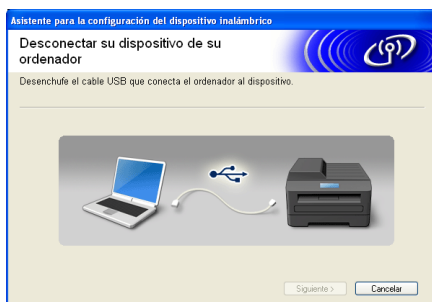 Asistente para la configuración del dispositivo inalámbrico
Desconectar su dispositivo de su
ordenador
Desenchufe el cable USB que conecta el ordenador al dispositivo.
Siguiente >
Cancelar